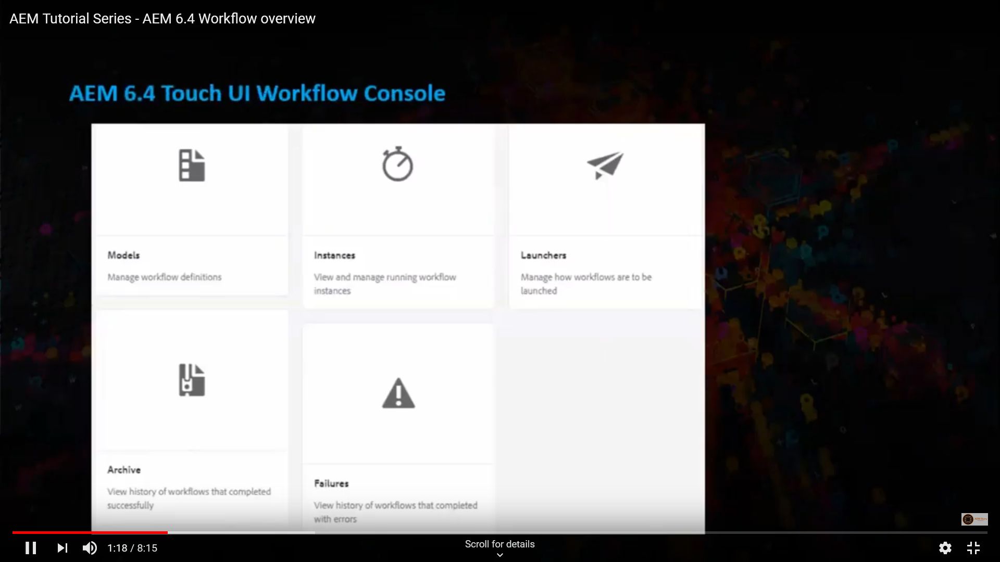 AEM Tutorial Series - AEM 6.4 Workflow overview
AEM 6.4 Touch UI Workflow Console
Models
Manage workflow definitions
Instances
View and manage running workflow
instances
Launchers
Manage how workflows are to be
launched
Archive
View history of workflows that completed
successfully
Failures
View history of workflows that completed
with errors
1:18 / 8:15
Scroll for details